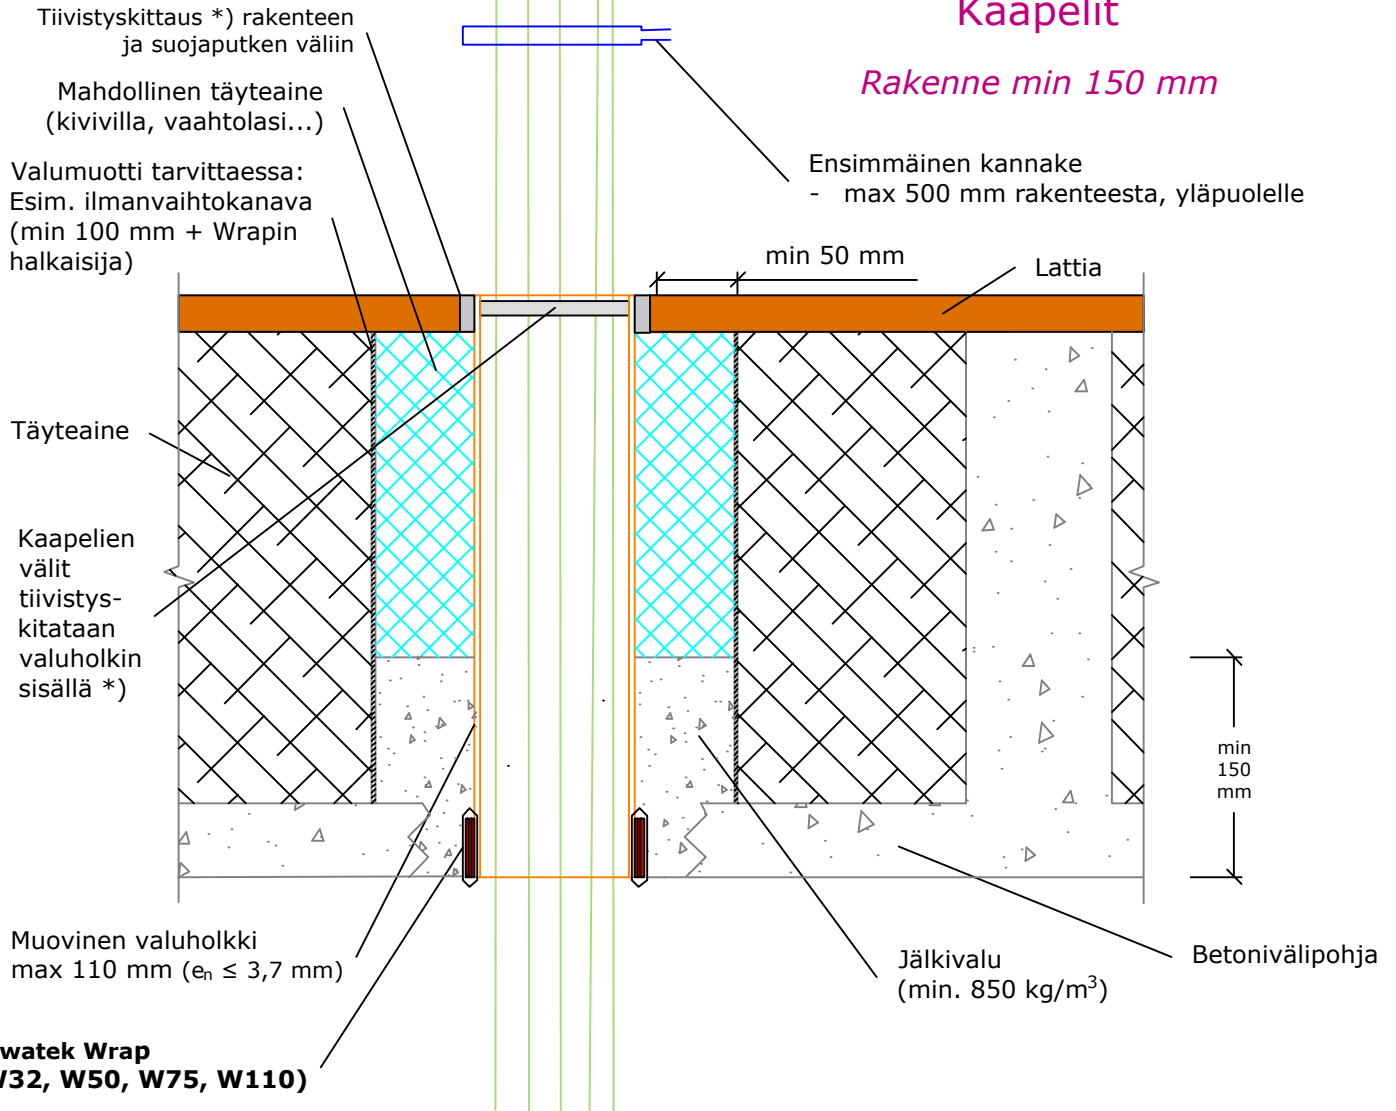 Kaapelit
Rakenne min 150 mm
Tiivistyskittaus *) rakenteen
ja suojaputken väliin
Mahdollinen täyteaine
(kivivilla, vaahtolasi...)
Valumuotti tarvittaessa:
Esim. ilmanvaihtokanava
(min 100 mm + Wrapin
halkaisija)
Ensimmäinen kannake
- max 500 mm rakenteesta, yläpuolelle
min 50 mm
Lattia
Täyteaine
Kaapelien
välit
tiivistys-
kitataan
valuholkin
sisällä *)
min
150
mm
Muovinen valuholkki
max 110 mm (eₙ ≤ 3,7 mm)
Jälkivalu
(min. 850 kg/m³)
Betonivälipohja
watek Wrap
W32, W50, W75, W110)